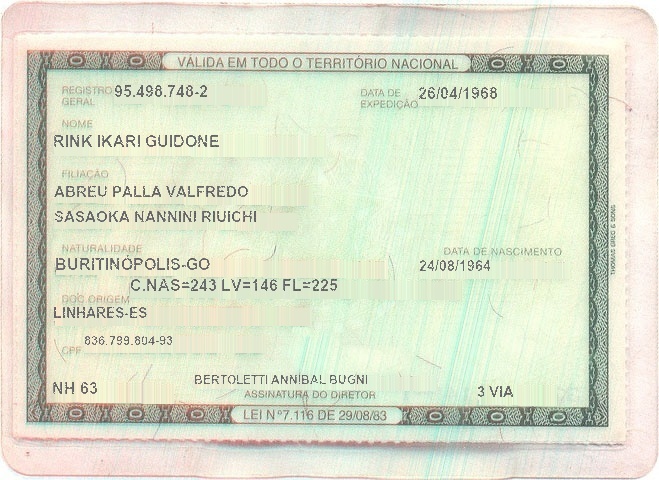 VÁLIDA EM TODO O TERRITÓRIO NACIONAL
REGISTRO GERAL 95.498.748-2 DATA DE EXPEDIÇÃO 26/04/1968
NOME
RINK IKARI GUIDONE
FILIAÇÃO
ABREU PALLA VALFREDO
SASAOKA NANNINI RIUICHI
NATURALIDADE DATA DE NASCIMENTO
BURITINÓPOLIS-GO 24/08/1964
C.NAS=243 LV=146 FL=225
DOC ORIGEM
LINHARES-ES
836.799.804-93
CPF
BERTOLETTI ANNIBAL BUGNI
NH 63 ASSINATURA DO DIRETOR 3 VIA
LEI Nº7.116 DE 29/08/83
THOMAS GREG & SONS